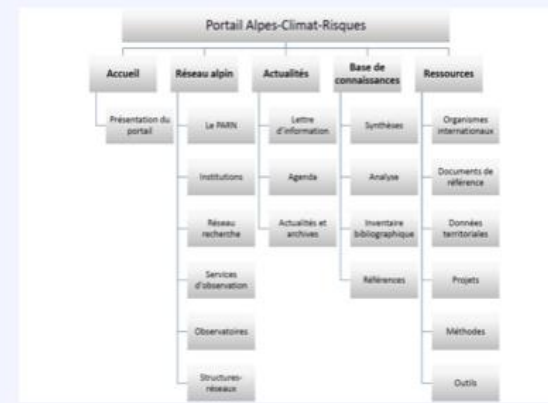 Portail Alpes-Climat-Risques
Accueil
Réseau alpin
Actualités
Base de
connaissances
Ressources
Présentation du
portail
Le PARN
Institutions
Réseau
recherche
Services
d'observation
Observatoires
Structures-
réseaux
Lettre
d'information
Agenda
Actualités et
archives
Synthèses
Analyse
Inventaire
bibliographique
Références
Organismes
internationaux
Documents de
référence
Données
territoriales
Projets
Méthodes
Outils